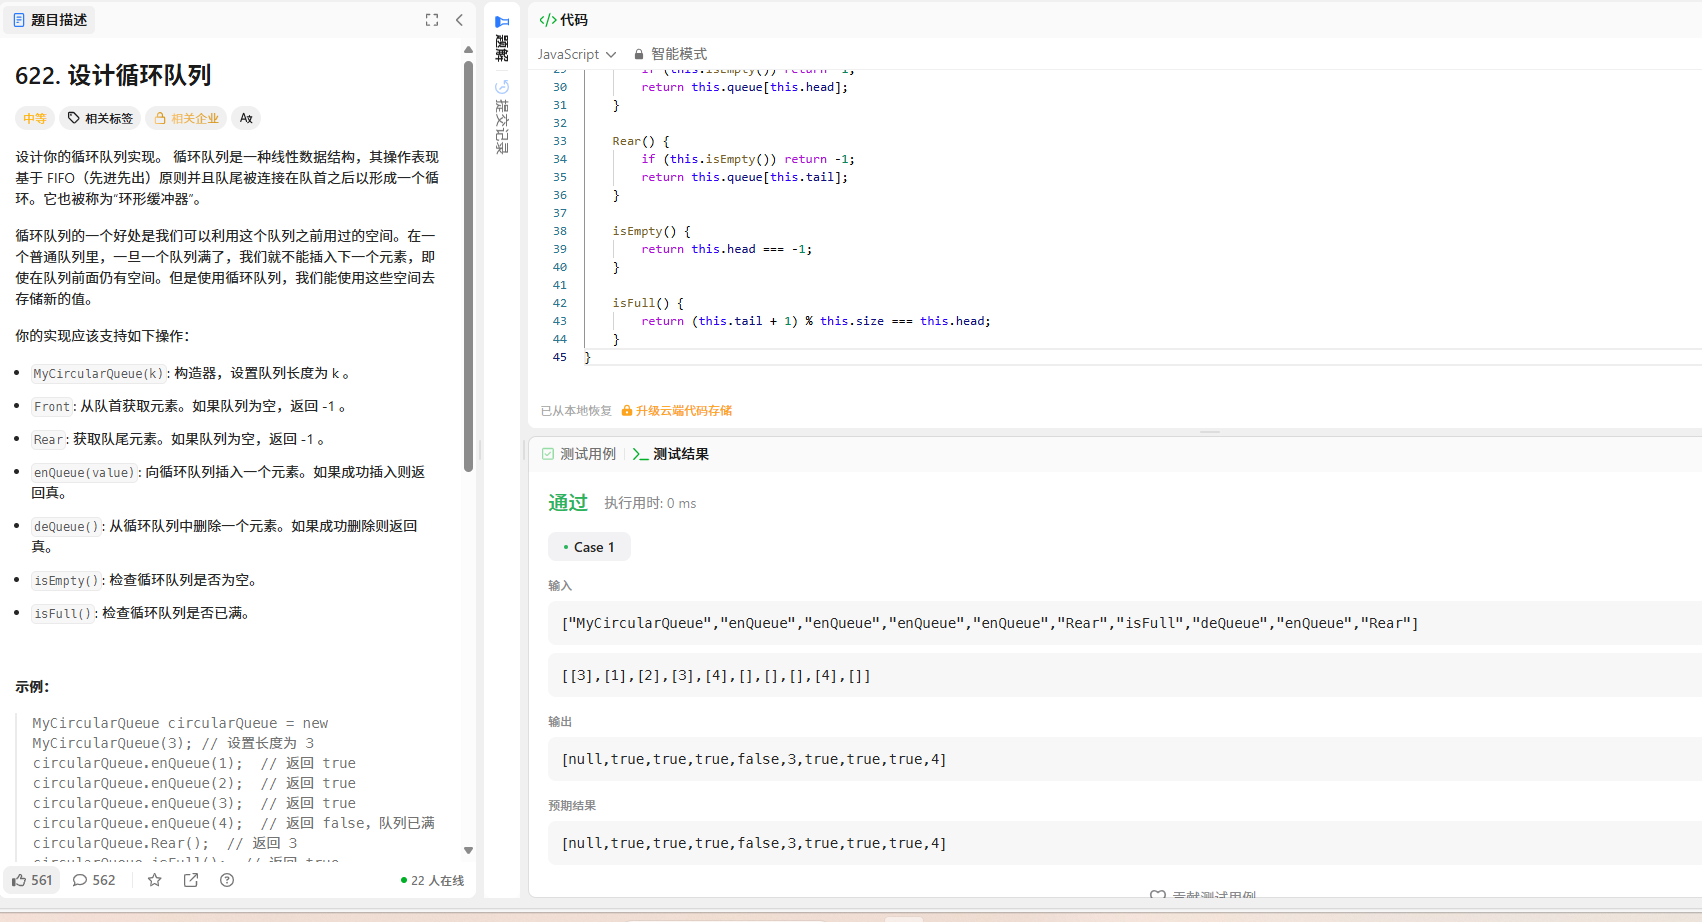 题目描述
622. 设计循环队列
中等 相关标签 相关企业
设计你的循环队列实现。 循环队列是一种线性数据结构，其操作表现
基于 FIFO（先进先出）原则并且队尾被连接在队首之后以形成一个循
环。它也被称为“环形缓冲器”。
循环队列的一个好处是我们可以利用这个队列之前用过的空间。在一
个普通队列里，一旦一个队列满了，我们就不能插入下一个元素，即
使在队列前面仍有空间。但是使用循环队列，我们能使用这些空间去
存储新的值。
你的实现应该支持如下操作：
MyCircularQueue(k): 构造器，设置队列长度为 k 。
Front: 从队首获取元素。如果队列为空，返回 -1 。
Rear: 获取队尾元素。如果队列为空，返回 -1 。
enQueue(value): 向循环队列插入一个元素。如果成功插入则返
回真。
deQueue(): 从循环队列中删除一个元素。如果成功删除则返回
真。
isEmpty(): 检查循环队列是否为空。
isFull(): 检查循环队列是否已满。
示例：
MyCircularQueue circularQueue = new
MyCircularQueue(3); // 设置长度为 3
circularQueue.enQueue(1);  // 返回 true
circularQueue.enQueue(2);  // 返回 true
circularQueue.enQueue(3);  // 返回 true
circularQueue.enQueue(4);  // 返回 false，队列已满
circularQueue.Rear();  // 返回 3
circularQueue.isFull();  // 返回 true
561 562 22 人在线
题解
提交记录
</> 代码
JavaScript 智能模式
29 if (this.isEmpty()) return -1;
30 return this.queue[this.head];
31 }
32
33 Rear() {
34 if (this.isEmpty()) return -1;
35 return this.queue[this.tail];
36 }
37
38 isEmpty() {
39 return this.head === -1;
40 }
41
42 isFull() {
43 return (this.tail + 1) % this.size === this.head;
44 }
45 }
已从本地恢复 升级云端代码存储
测试用例 测试结果
通过 执行用时: 0 ms
Case 1
输入
["MyCircularQueue","enQueue","enQueue","enQueue","enQueue","Rear","isFull","deQueue","enQueue","Rear"]
[[3],[1],[2],[3],[4],[],[],[],[4],[]]
输出
[null,true,true,true,false,3,true,true,true,4]
预期结果
[null,true,true,true,false,3,true,true,true,4]
贡献测试用例